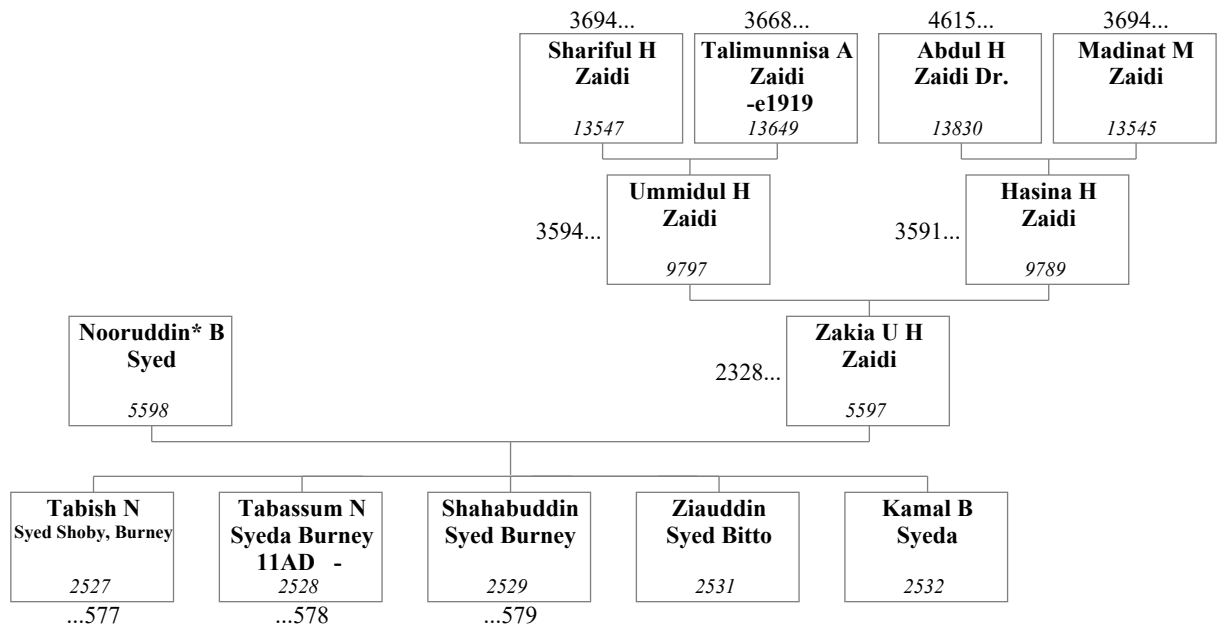 3694...
3668...
4615...
3694...
Shariful H
Zaidi
13547
Talimunnisa A
Zaidi
-e1919
13649
Abdul H
Zaidi Dr.
13830
Madinat M
Zaidi
13545
3594...
Ummidul H
Zaidi
9797
3591...
Hasina H
Zaidi
9789
Nooruddin* B
Syed
5598
2328...
Zakia U H
Zaidi
5597
Tabish N
Syed Shoby, Burney
2527
...577
Tabassum N
Syeda Burney
11AD -
2528
...578
Shahabuddin
Syed Burney
2529
...579
Ziauddin
Syed Bitto
2531
Kamal B
Syeda
2532